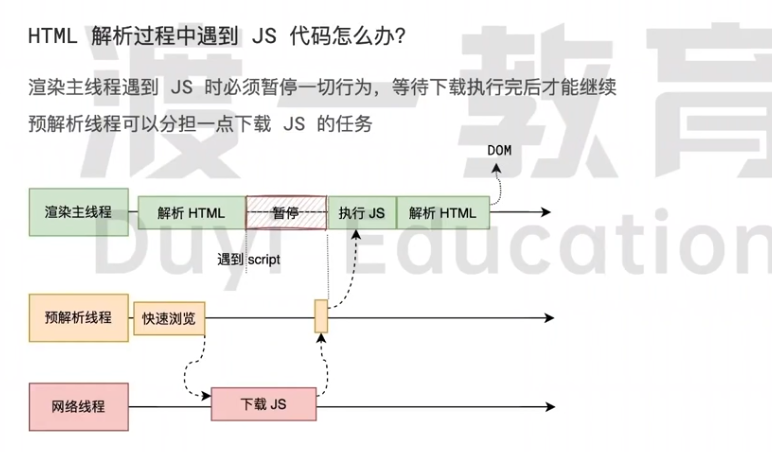 HTML 解析过程中遇到 JS 代码怎么办?
渲染主线程遇到 JS 时必须暂停一切行为，等待下载执行完后才能继续
预解析线程可以分担一点下载 JS 的任务
DOM
渲染主线程
解析 HTML
暂停
执行 JS
解析 HTML
遇到 script
预解析线程
快速浏览
网络线程
下载 JS
渡一教育
Duyi Education